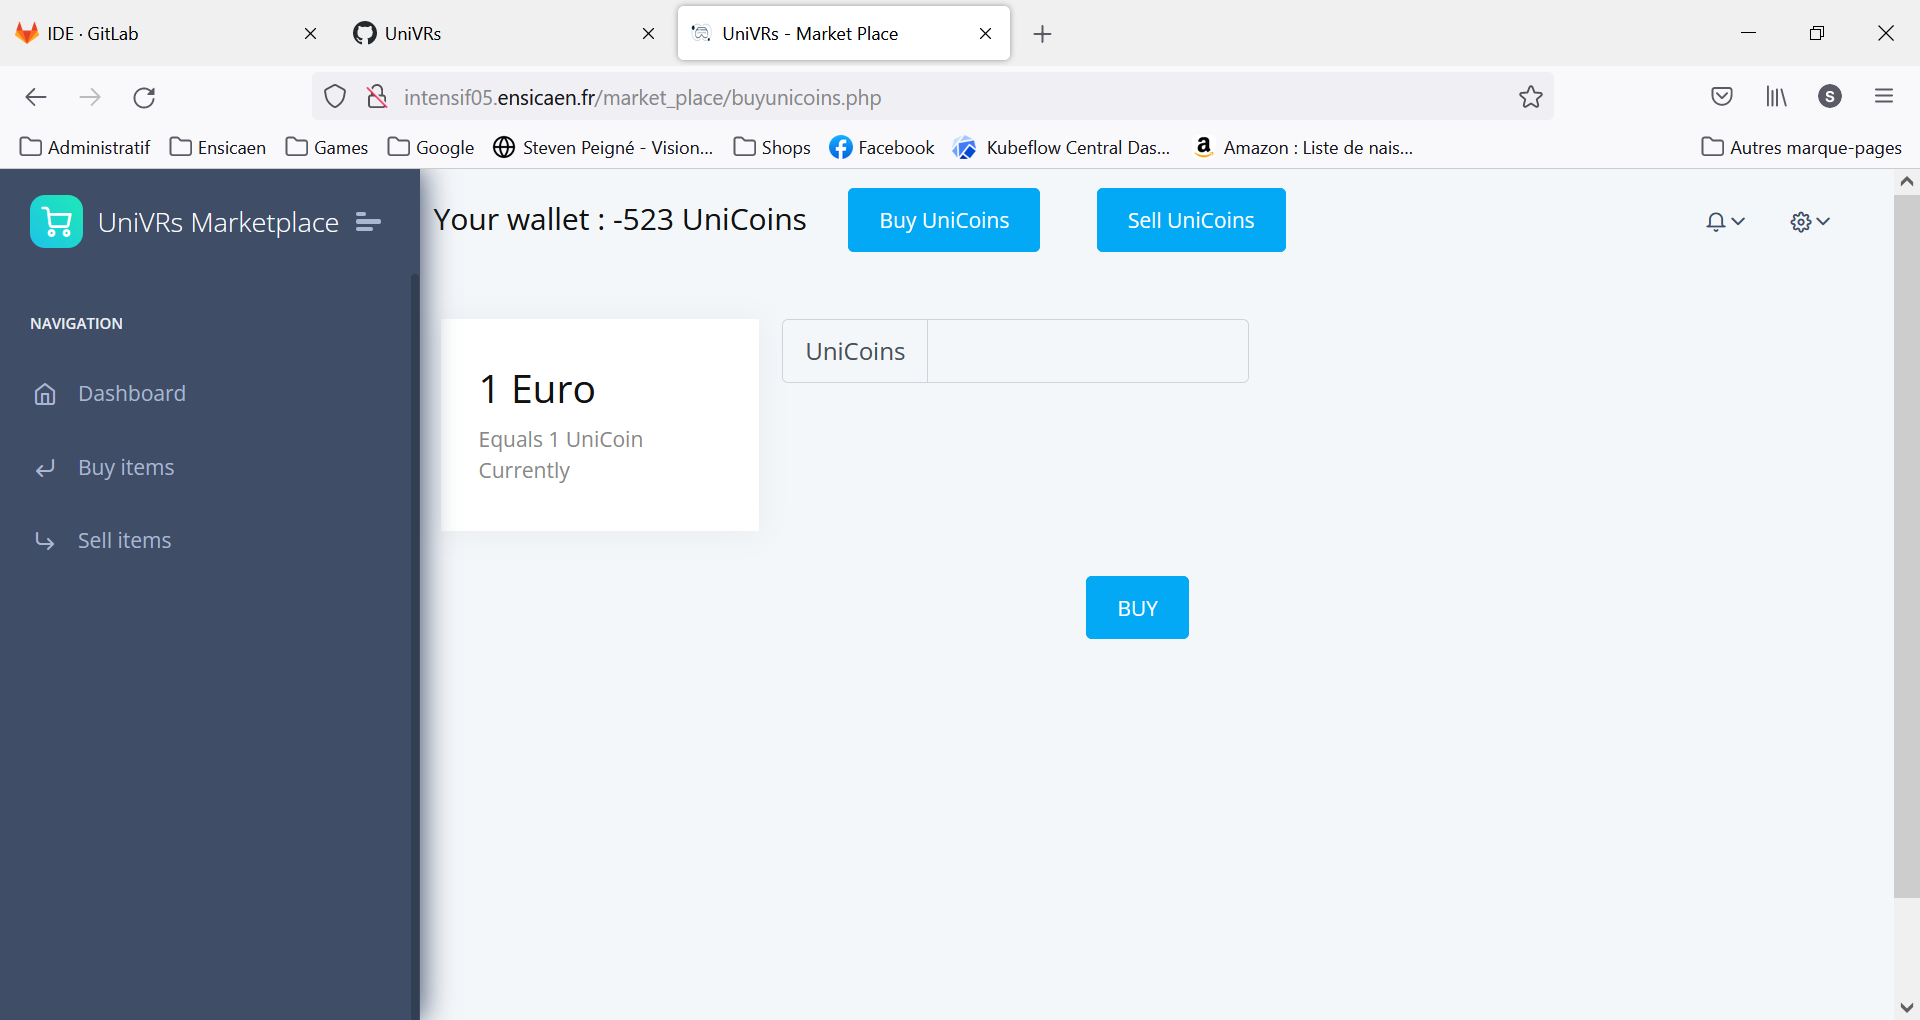 IDE · GitLab
UniVRs
UniVRs - Market Place
intensif05.ensicaen.fr/market_place/buyunicoins.php
S
Administratif
Ensicaen
Games
Google
Steven Peigné - Vision...
Shops
Facebook
Kubeflow Central Das...
Amazon : Liste de nais...
Autres marque-pages
UniVRs Marketplace
Your wallet : -523 UniCoins
Buy UniCoins
Sell UniCoins
NAVIGATION
Dashboard
Buy items
Sell items
1 Euro
Equals 1 UniCoin
Currently
UniCoins
BUY